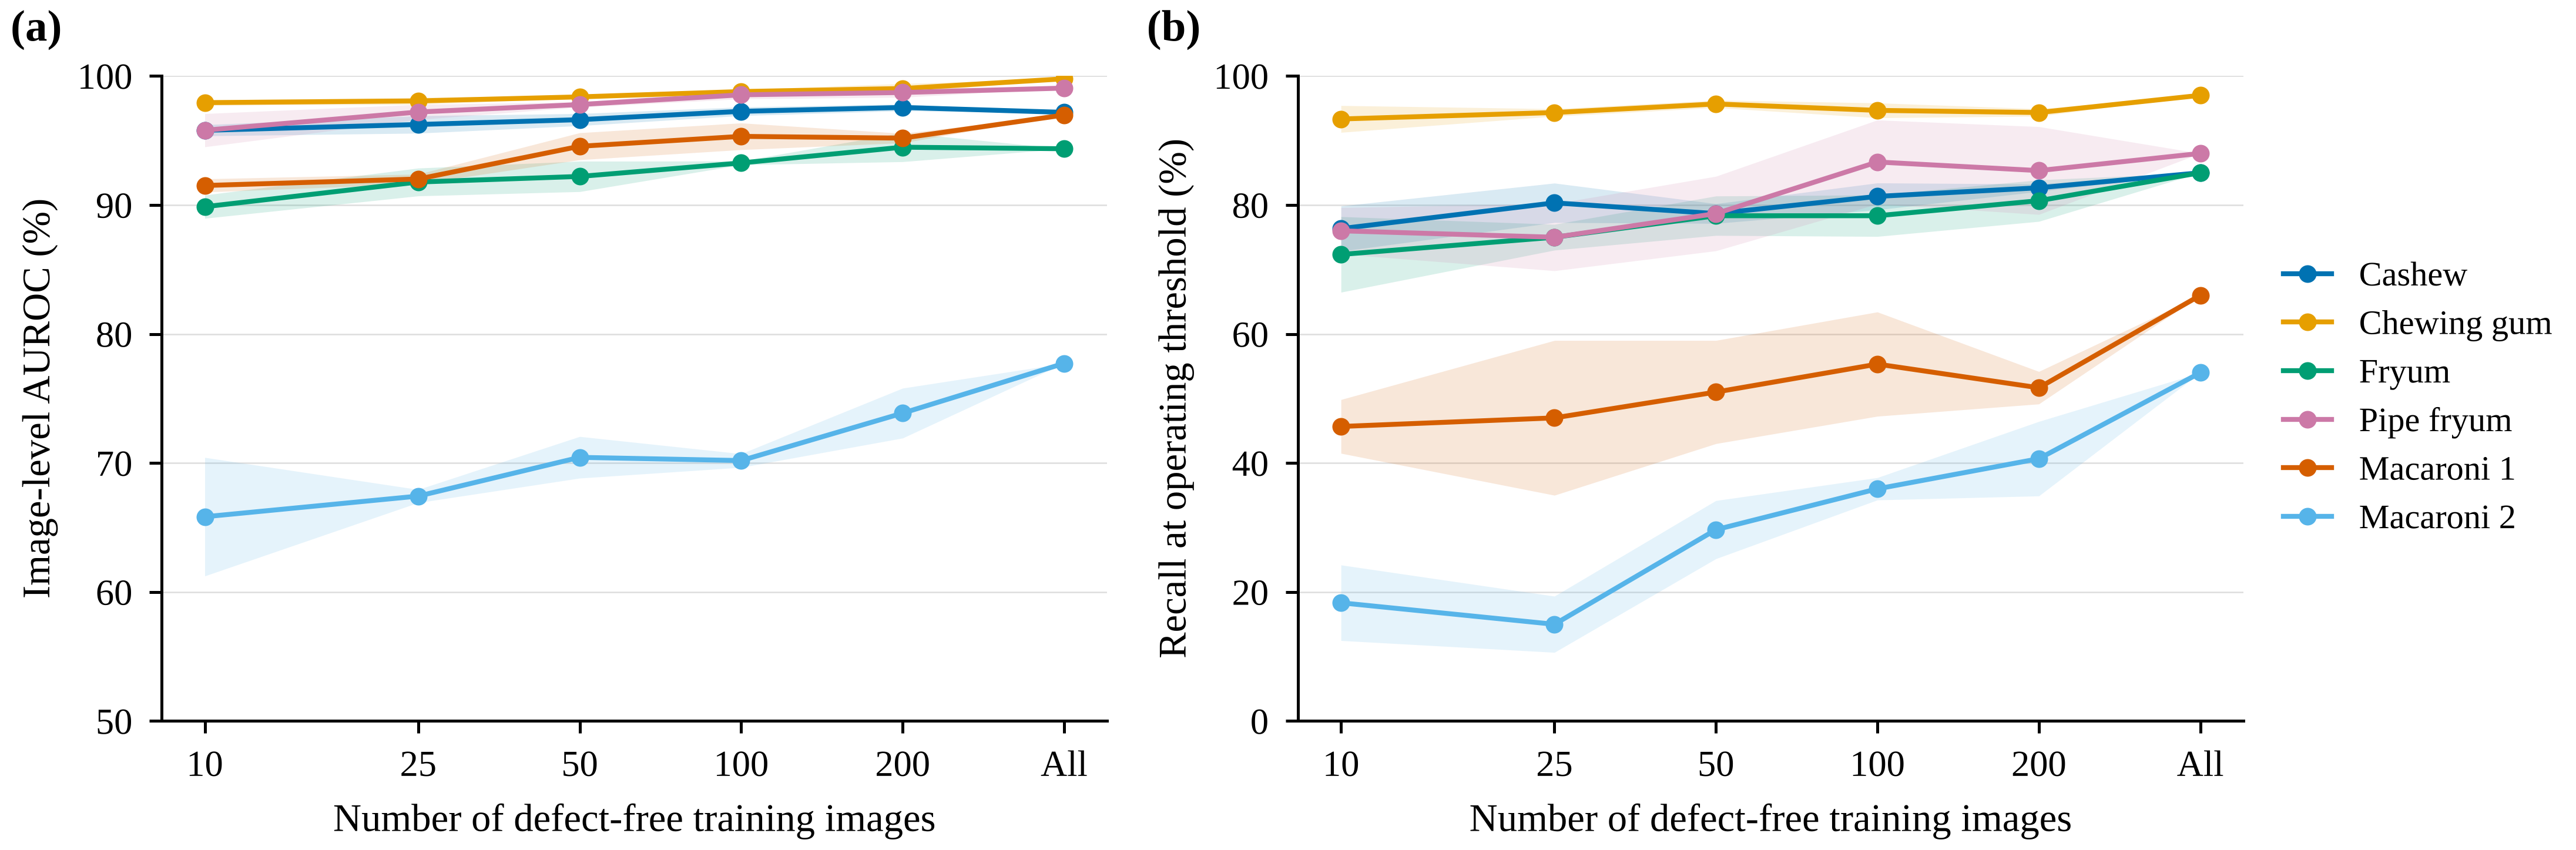 (a)
100
90
80
70
60
50
Image-level AUROC (%)
10 25 50 100 200 All
Number of defect-free training images
(b)
100
80
60
40
20
0
Recall at operating threshold (%)
10 25 50 100 200 All
Number of defect-free training images
Cashew
Chewing gum
Fryum
Pipe fryum
Macaroni 1
Macaroni 2